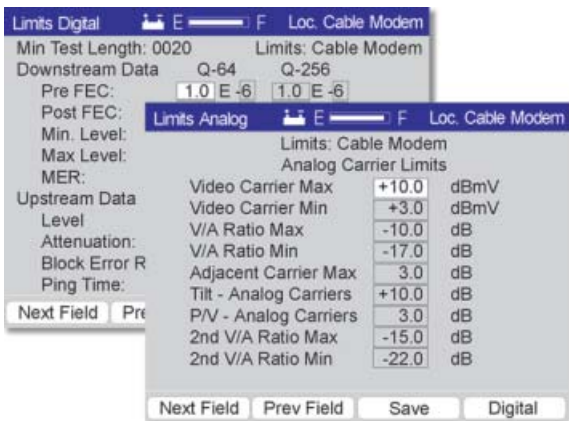 Limits Digital E F Loc. Cable Modem
Min Test Length: 0020 Limits: Cable Modem
Downstream Data Q-64 Q-256
Pre FEC: 1.0 E -6 1.0 E -6
Post FEC:
Min. Level:
Max Level:
MER:
Upstream Data
Level
Attenuation:
Block Error R
Ping Time:
Next Field Pre
Limits Analog E F Loc. Cable Modem
Limits: Cable Modem
Analog Carrier Limits
Video Carrier Max +10.0 dBmV
Video Carrier Min +3.0 dBmV
V/A Ratio Max -10.0 dB
V/A Ratio Min -17.0 dB
Adjacent Carrier Max 3.0 dB
Tilt - Analog Carriers +10.0 dB
P/V - Analog Carriers 3.0 dB
2nd V/A Ratio Max -15.0 dB
2nd V/A Ratio Min -22.0 dB
Next Field Prev Field Save Digital